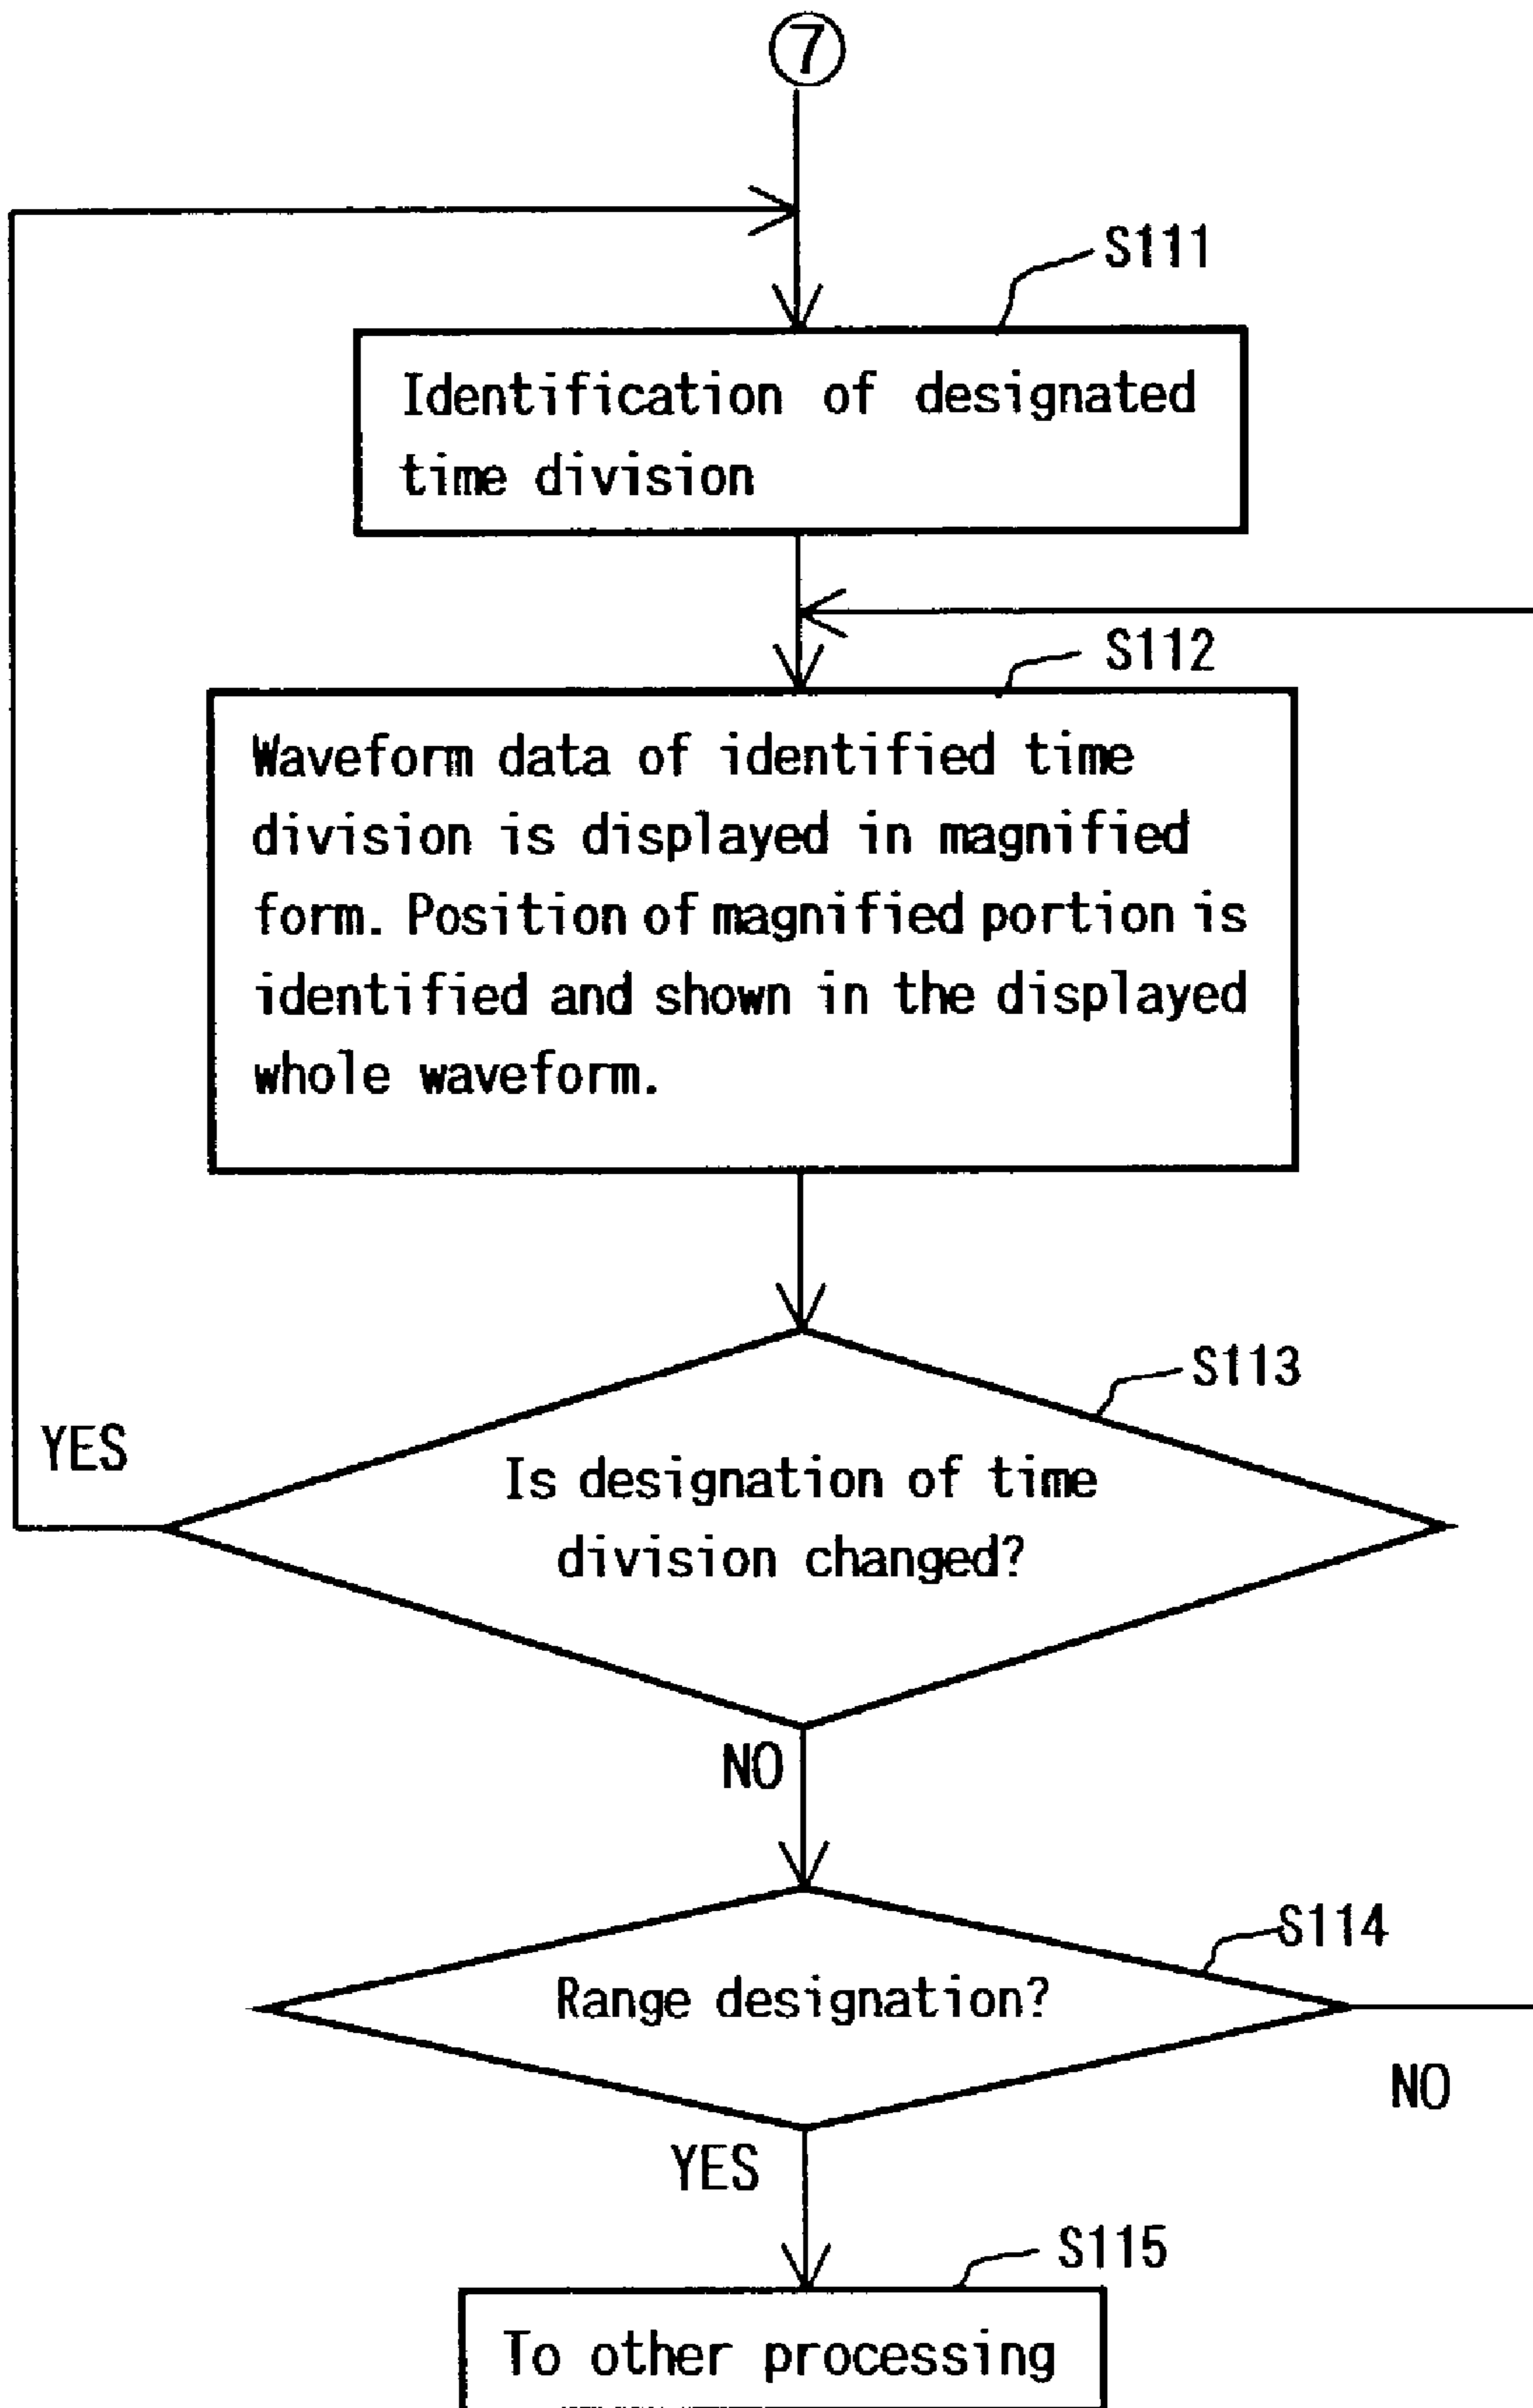 7
S111
Identification of designated
time division
S112
Waveform data of identified time
division is displayed in magnified
form. Position of magnified portion is
identified and shown in the displayed
whole waveform.
S113
YES
Is designation of time
division changed?
NO
S114
Range designation?
NO
YES
S115
To other processing